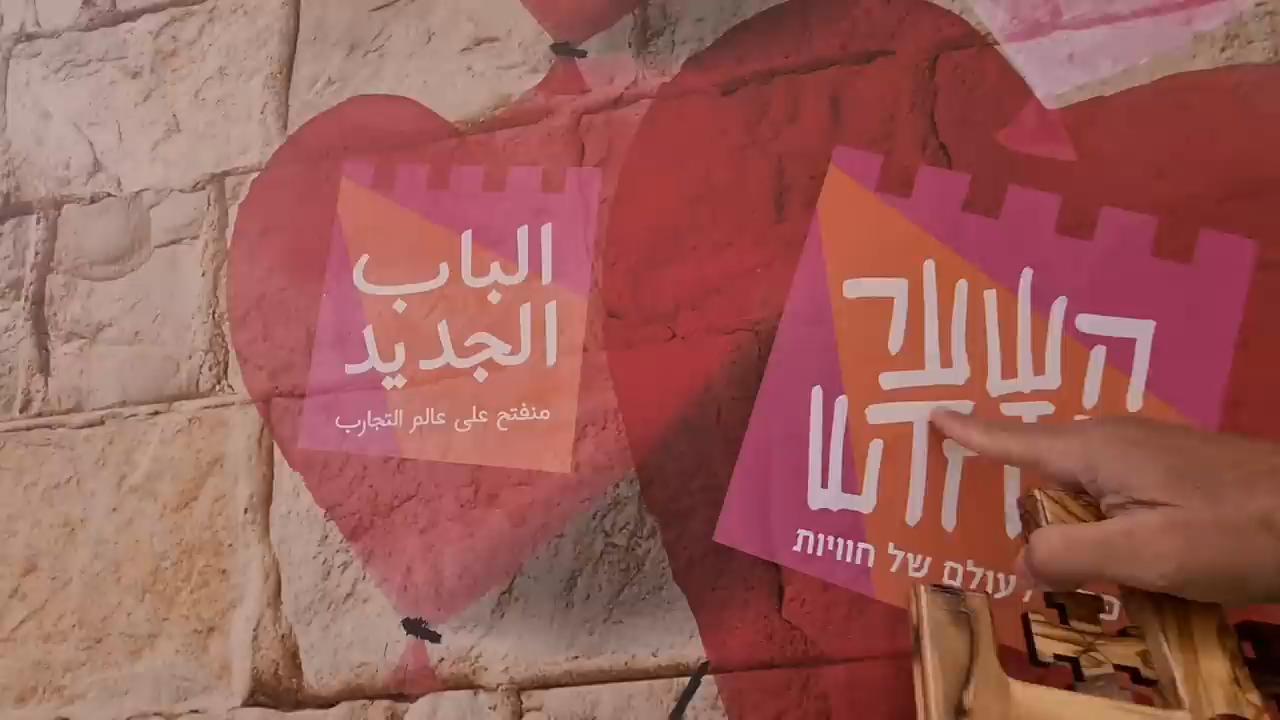 الباب
الجديد
منفتح على عالم التجارب
השער
עולם של חוויות